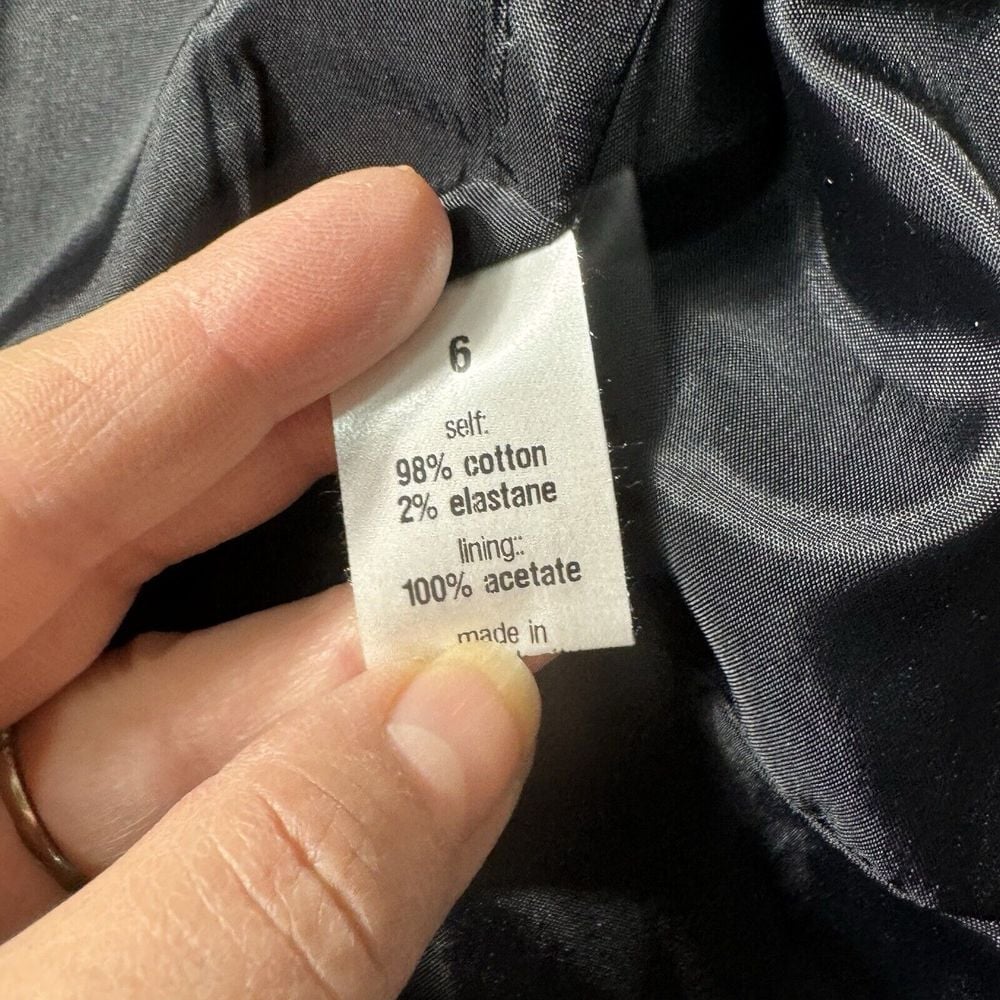 6
self:
98% cotton
2% elastane
lining::
100% acetate
made in